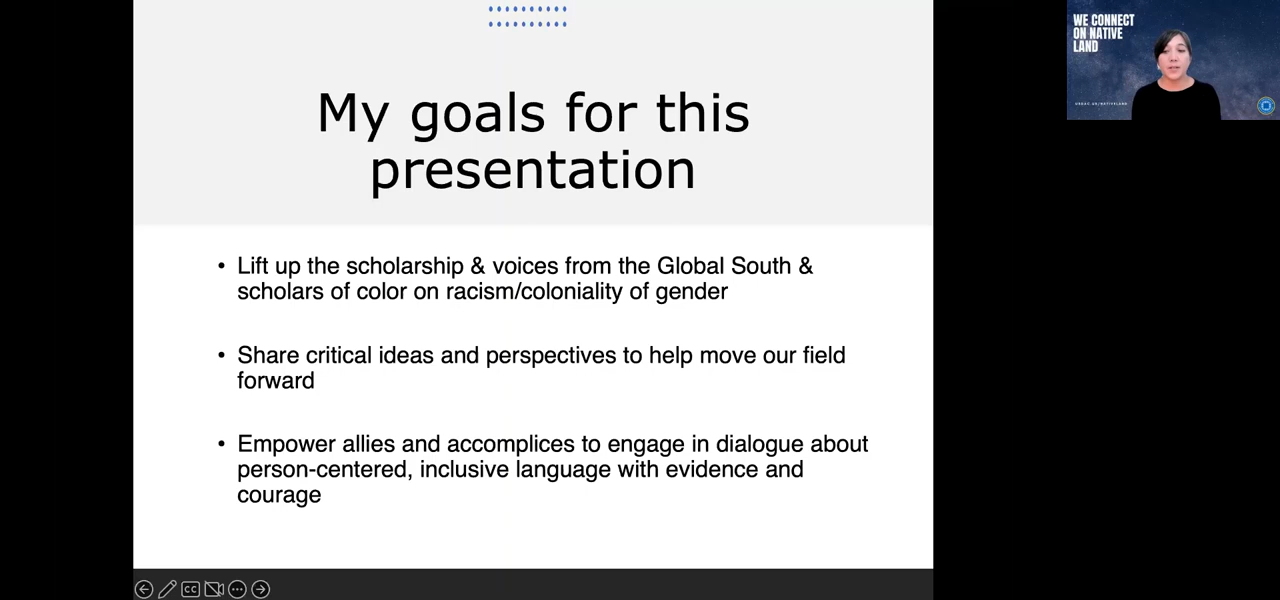 My goals for this
presentation
• Lift up the scholarship & voices from the Global South &
scholars of color on racism/coloniality of gender
• Share critical ideas and perspectives to help move our field
forward
• Empower allies and accomplices to engage in dialogue about
person-centered, inclusive language with evidence and
courage
CC
WE CONNECT
ON NATIVE
LAND